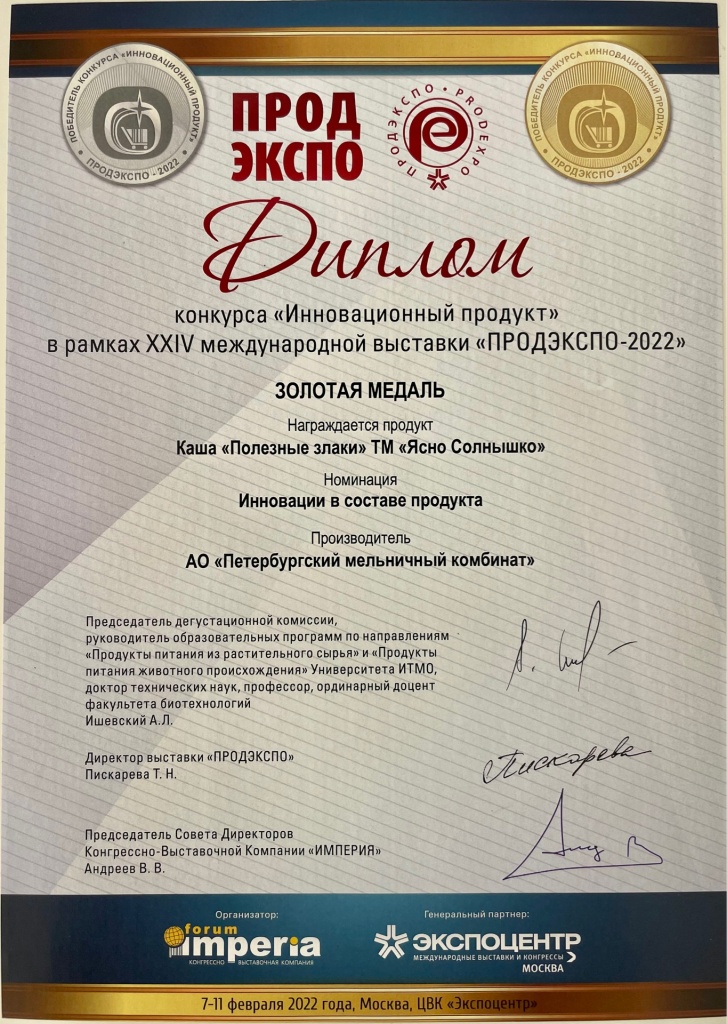 ПОБЕДИТЕЛЬ КОНКУРСА «ИННОВАЦИОННЫЙ ПРОДУКТ»
• ПРОДЭКСПО - 2022 •
ПРОД
ЭКСПО
ПРОДЭКСПО • PRODEXPO
ПОБЕДИТЕЛЬ КОНКУРСА «ИННОВАЦИОННЫЙ ПРОДУКТ»
• ПРОДЭКСПО - 2022 •
Диплом
конкурса «Инновационный продукт»
в рамках XXIV международной выставки «ПРОДЭКСПО-2022»
ЗОЛОТАЯ МЕДАЛЬ
Награждается продукт
Каша «Полезные злаки» ТМ «Ясно Солнышко»
Номинация
Инновации в составе продукта
Производитель
АО «Петербургский мельничный комбинат»
Председатель дегустационной комиссии,
руководитель образовательных программ по направлениям
«Продукты питания из растительного сырья» и «Продукты
питания животного происхождения» Университета ИТМО,
доктор технических наук, профессор, ординарный доцент
факультета биотехнологий
Ишевский А.Л.
Директор выставки «ПРОДЭКСПО»
Пискарева Т. Н.
Пискарева
Председатель Совета Директоров
Конгрессно-Выставочной Компании «ИМПЕРИЯ»
Андреев В. В.
Организатор:
forum
imperia
КОНГРЕССНО - ВЫСТАВОЧНАЯ КОМПАНИЯ
Генеральный партнер:
ЭКСПОЦЕНТР
МЕЖДУНАРОДНЫЕ ВЫСТАВКИ И КОНГРЕССЫ
МОСКВА
7-11 февраля 2022 года, Москва, ЦВК «Экспоцентр»